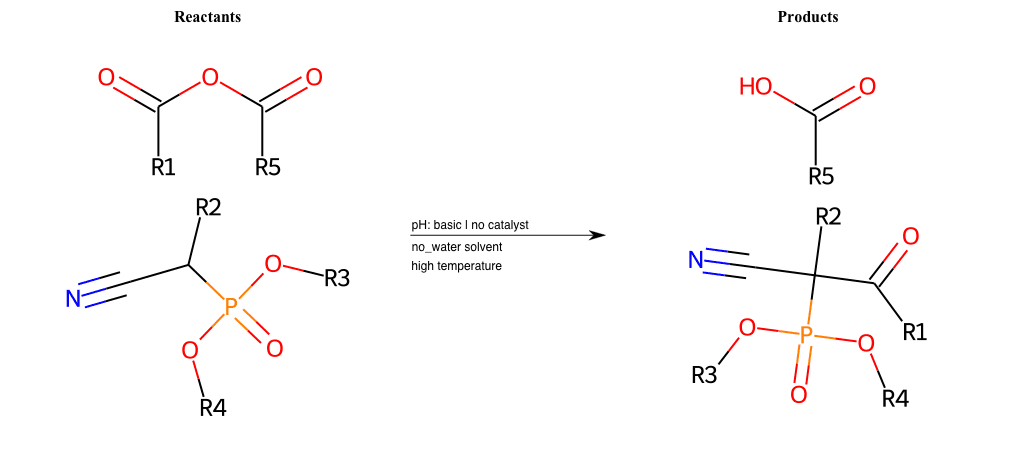 Reactants
Products
O
O
O
R1
R5
HO
O
R5
R2
N
O
R3
P
O
O
R4
pH: basic | no catalyst
no_water solvent
high temperature
R2
N
O
O
P
O
R1
R3
O
R4